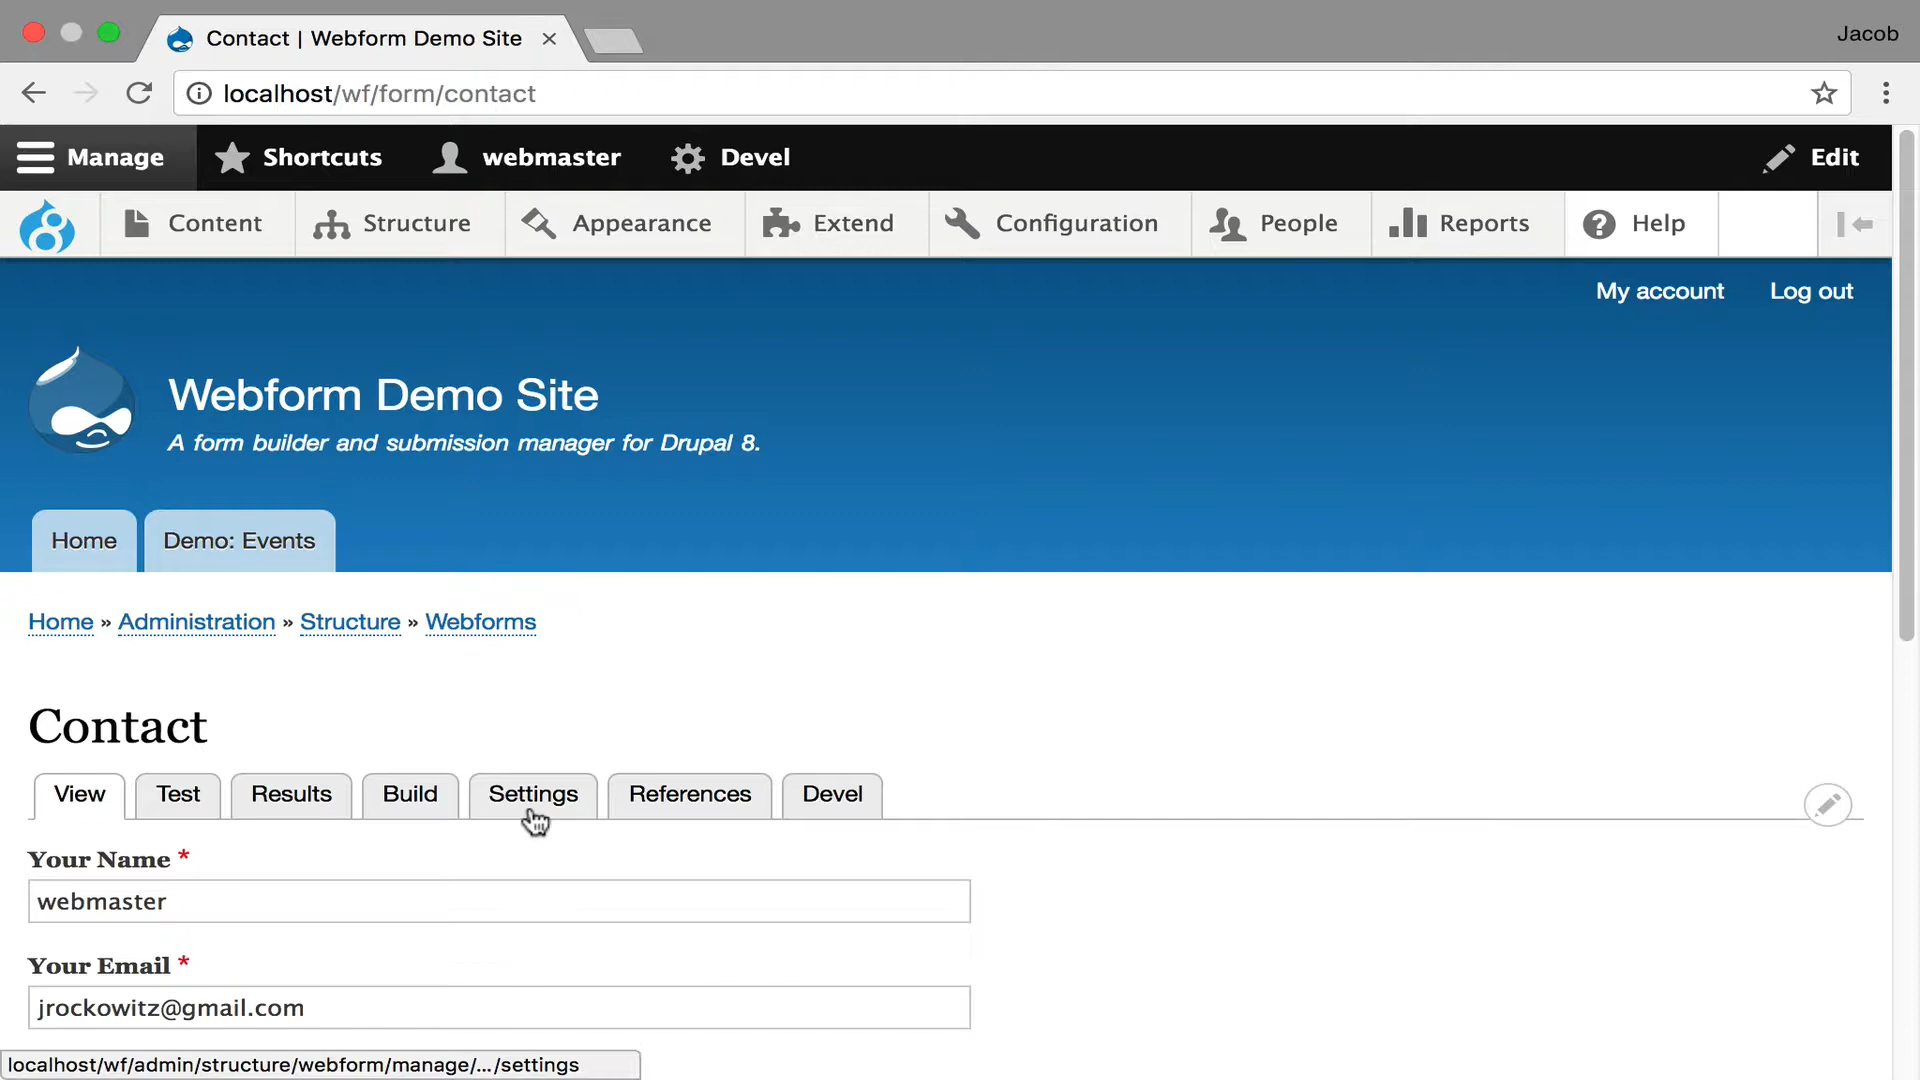 Contact | Webform Demo Site
Jacob
localhost/wf/form/contact
Manage Shortcuts webmaster Devel Edit
Content Structure Appearance Extend Configuration People Reports Help
My account Log out
Webform Demo Site
A form builder and submission manager for Drupal 8.
Home Demo: Events
Home » Administration » Structure » Webforms
Contact
View Test Results Build Settings References Devel
Your Name *
webmaster
Your Email *
jrockowitz@gmail.com
localhost/wf/admin/structure/webform/manage/.../settings